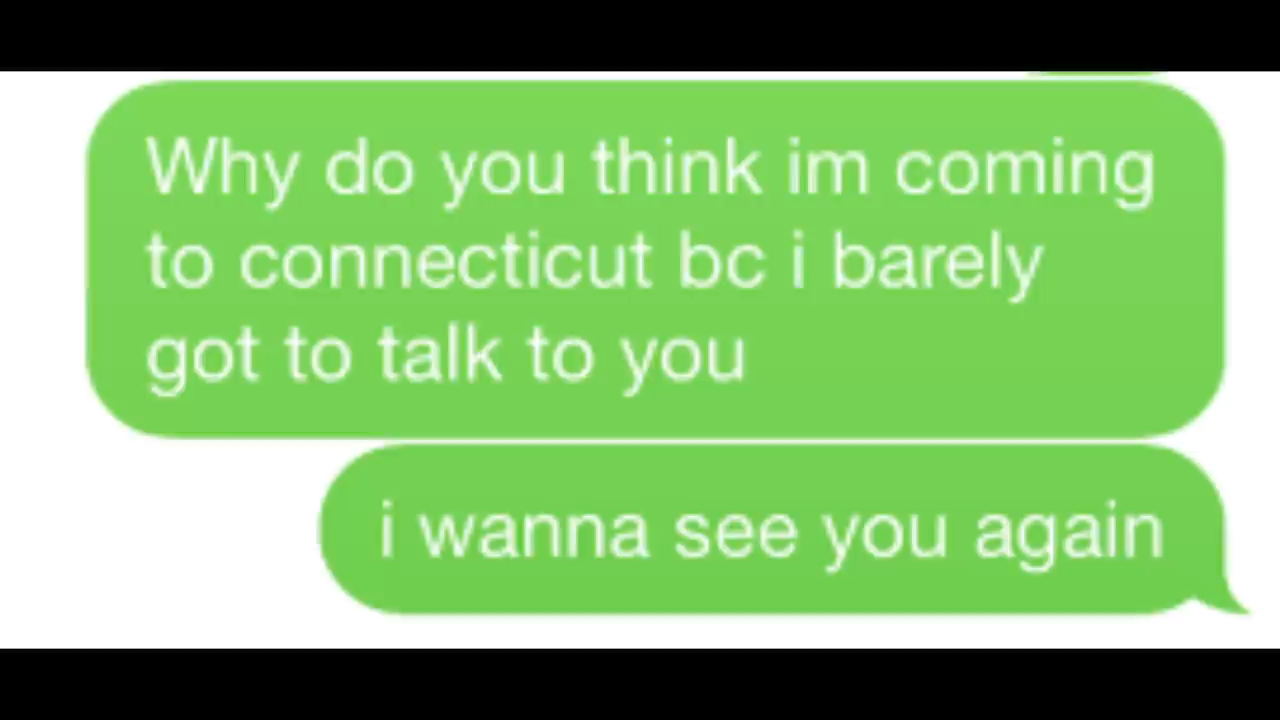 Why do you think im coming
to connecticut bc i barely
got to talk to you
i wanna see you again